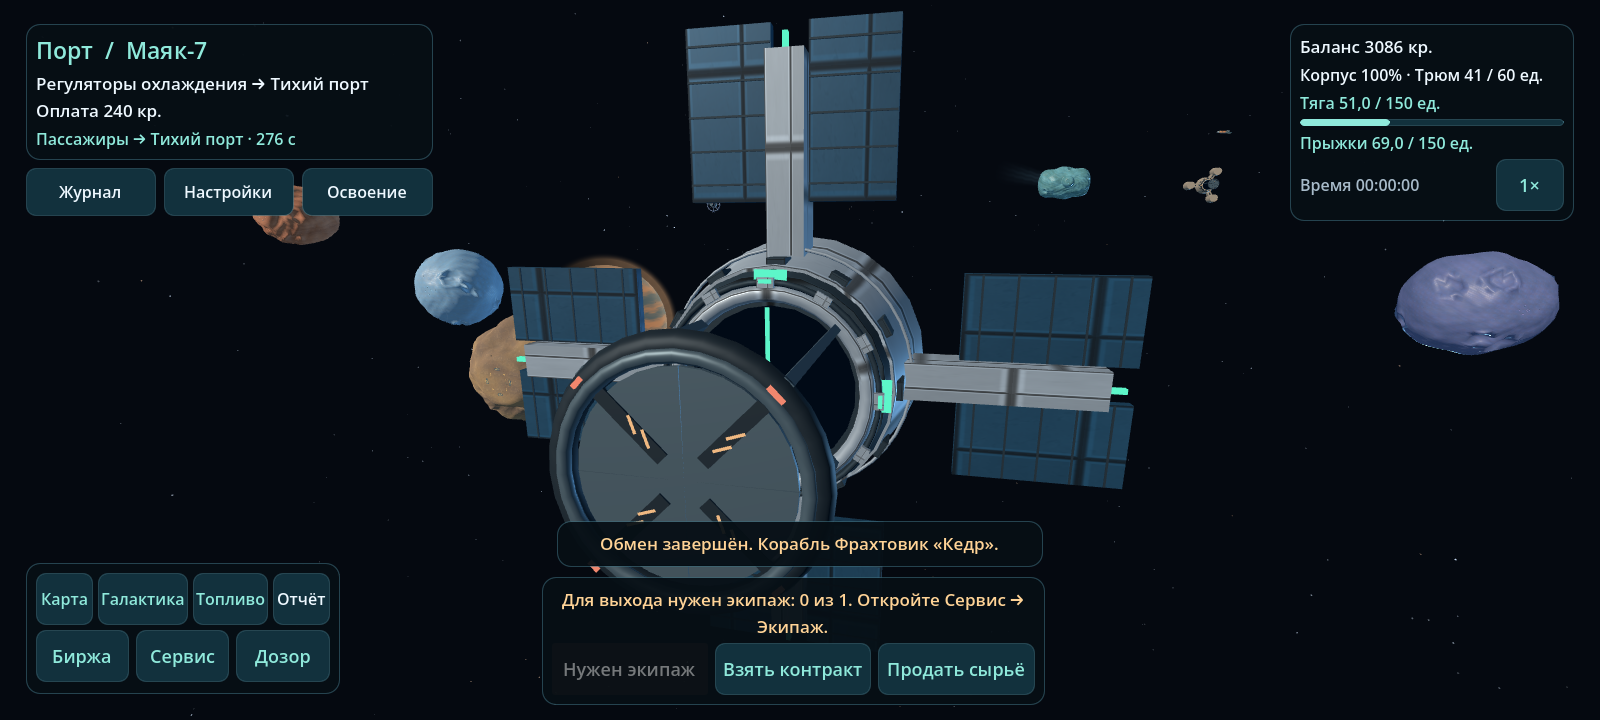 Порт / Маяк-7
Регуляторы охлаждения → Тихий порт
Оплата 240 кр.
Пассажиры → Тихий порт · 276 с
Журнал
Настройки
Освоение
Баланс 3086 кр.
Корпус 100% · Трюм 41 / 60 ед.
Тяга 51,0 / 150 ед.
Прыжки 69,0 / 150 ед.
Время 00:00:00
1×
Обмен завершён. Корабль Фрахтовик «Кедр».
Для выхода нужен экипаж: 0 из 1. Откройте Сервис →
Экипаж.
Нужен экипаж
Взять контракт
Продать сырьё
Карта
Галактика
Топливо
Отчёт
Биржа
Сервис
Дозор